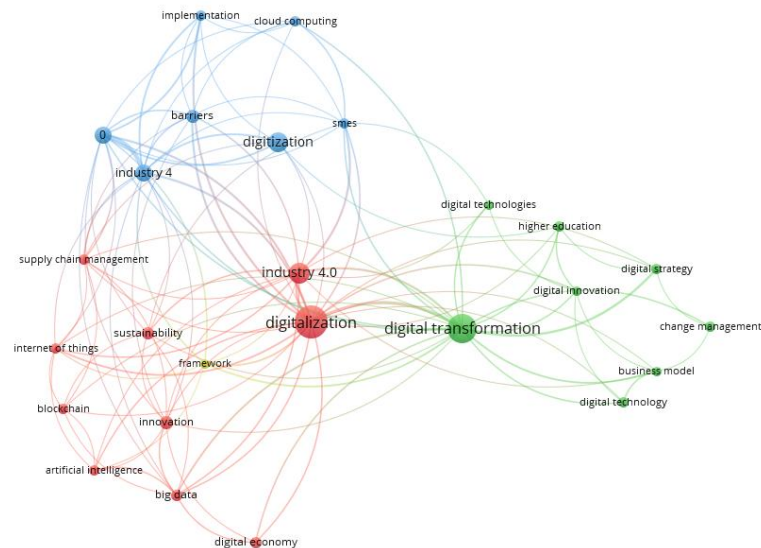 implementation
cloud computing
barriers
smes
0
digitization
industry 4
digital technologies
higher education
supply chain management
industry 4.0
digital strategy
digital innovation
digitalization
digital transformation
change management
sustainability
internet of things
framework
business model
digital technology
blockchain
innovation
artificial intelligence
big data
digital economy